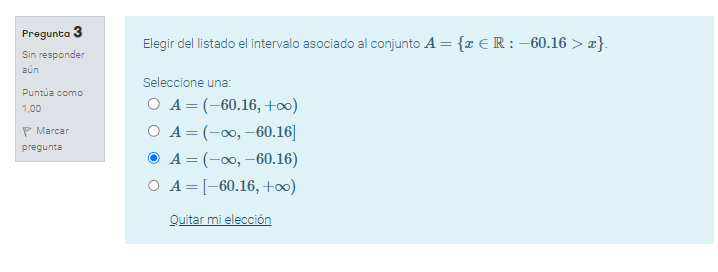 Pregunta 3
Sin responder
aún
Puntúa como
1,00
Marcar
pregunta
Elegir del listado el intervalo asociado al conjunto A = {x ∈ ℝ : −60.16 > x}.
Seleccione una:
A = (−60.16, +∞)
A = (−∞, −60.16]
A = (−∞, −60.16)
A = [−60.16, +∞)
Quitar mi elección